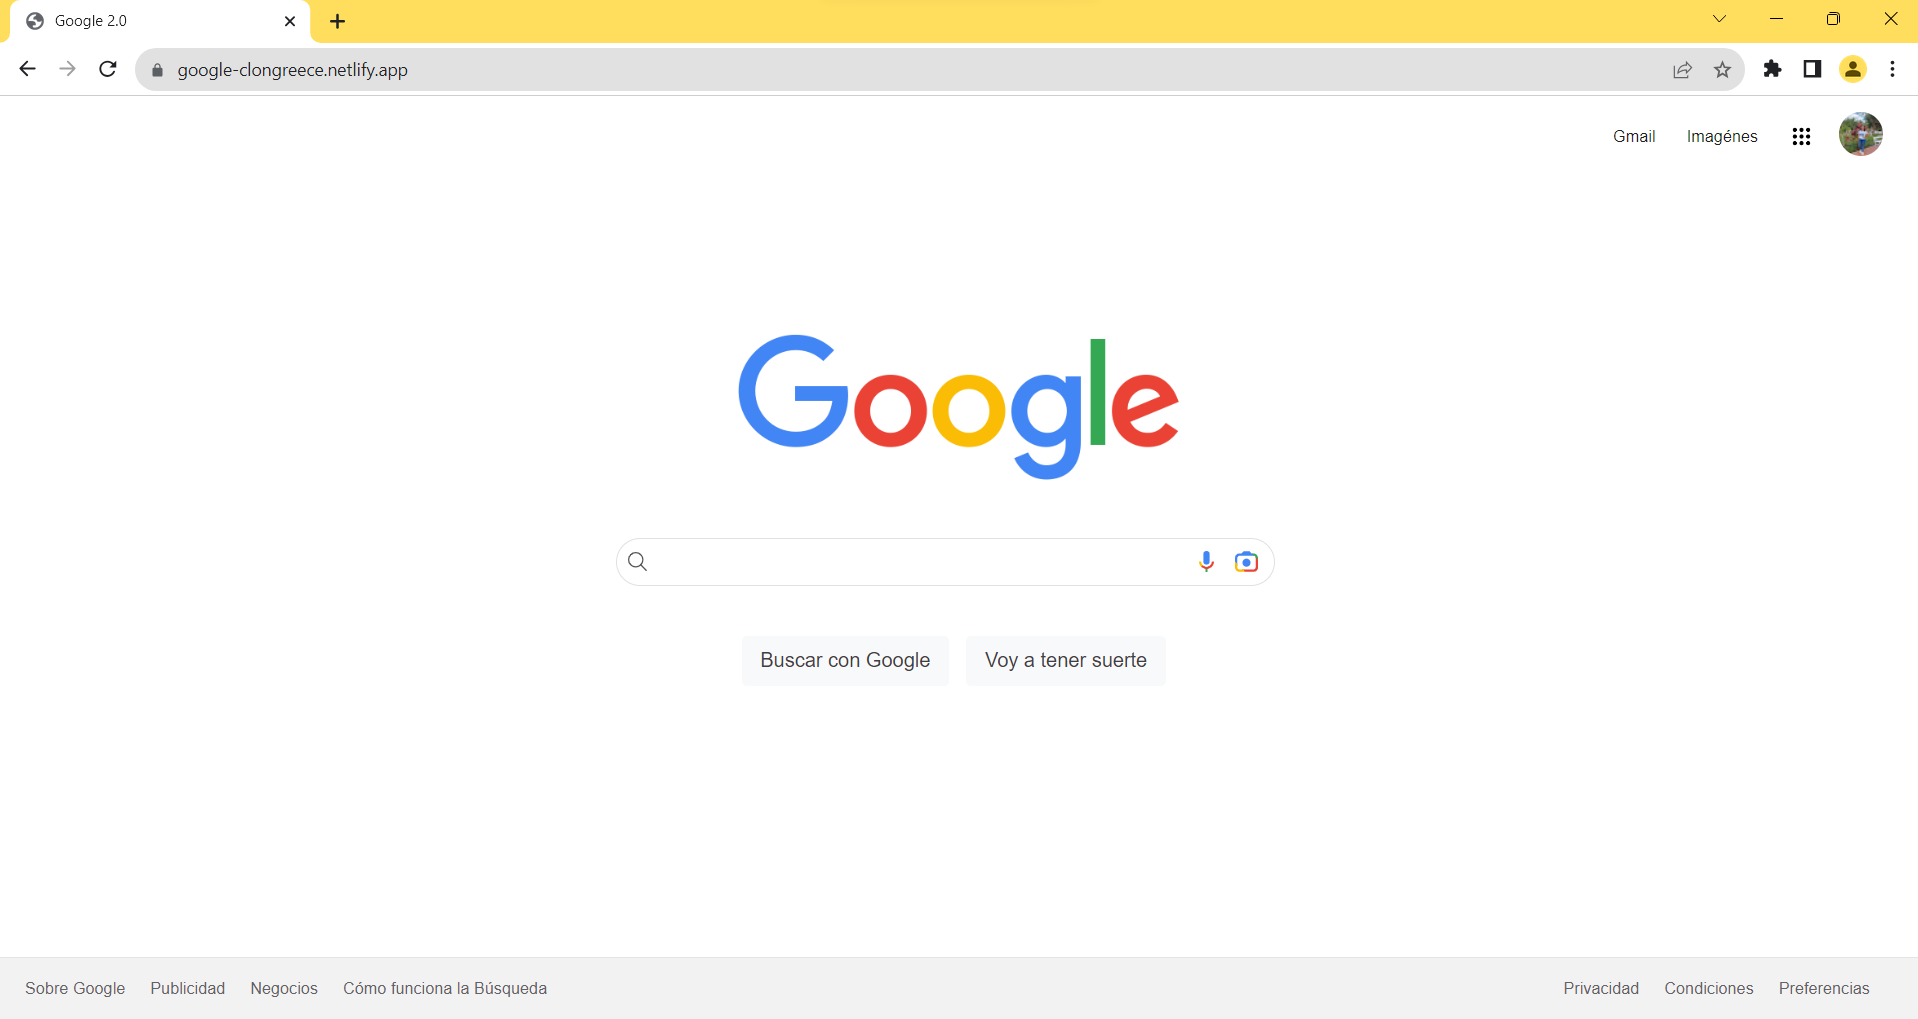 Google 2.0
google-clongreece.netlify.app
Gmail Imagénes
Google
Buscar con Google Voy a tener suerte
Sobre Google Publicidad Negocios Cómo funciona la Búsqueda Privacidad Condiciones Preferencias